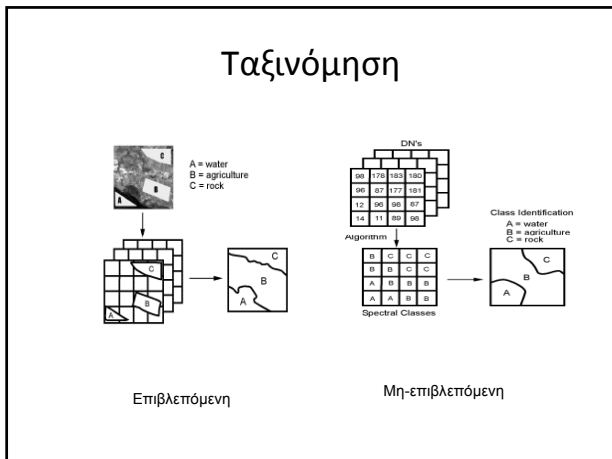 Ταξινόμηση
C
B
A
A = water
B = agriculture
C = rock
C
B
A
C
B
A
Επιβλεπόμενη
DN's
98 178 183 180
96 87 177 181
12 96 98 87
14 11 89 98
Algorithm
B C C C
B B C C
A B B B
A A B B
Spectral Classes
Class Identification
A = water
B = agriculture
C = rock
C
B
A
Μη-επιβλεπόμενη